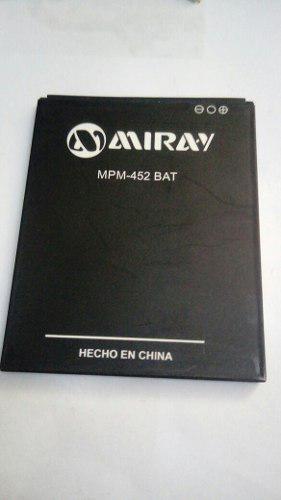 MIRAY
MPM-452 BAT
HECHO EN CHINA